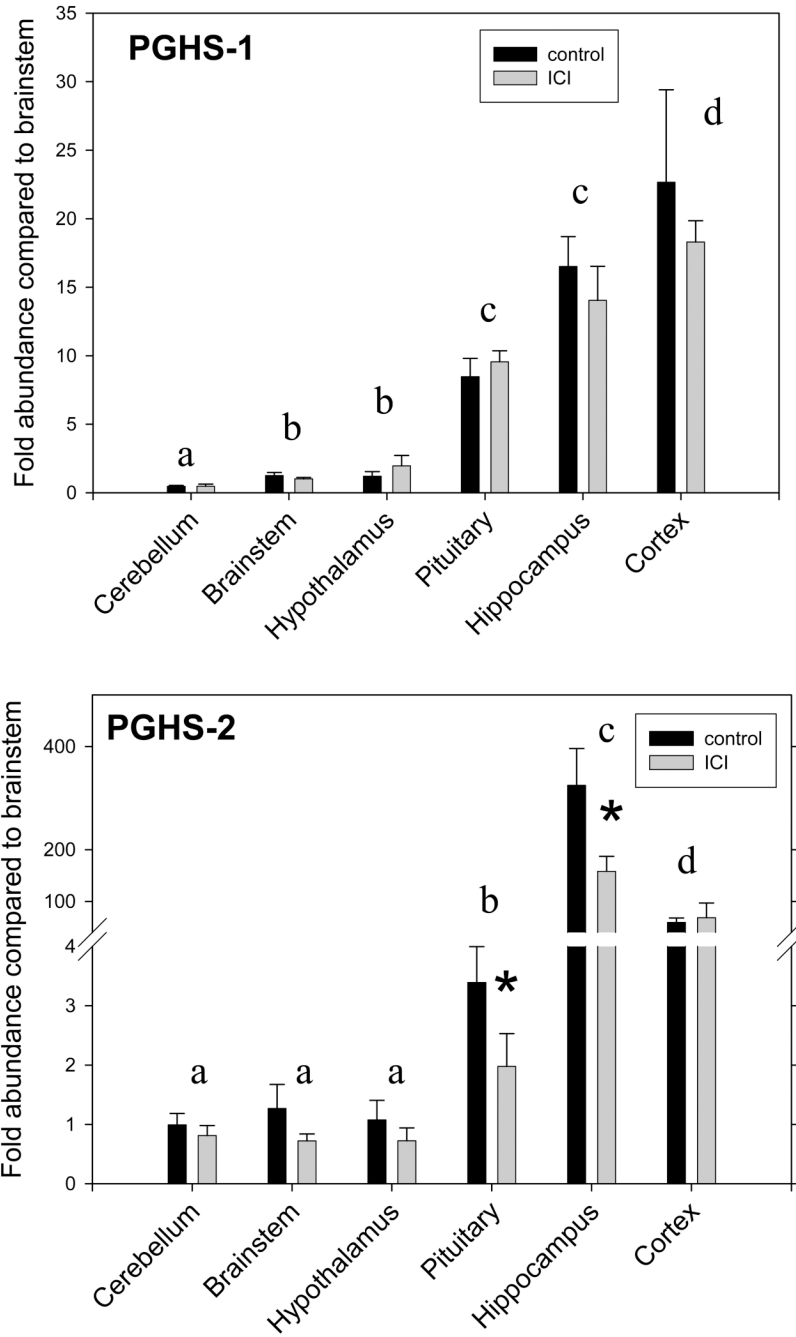 PGHS-1
control
ICI
Fold abundance compared to brainstem
35
30
25
20
15
10
5
0
a
b
b
c
c
d
Cerebellum
Brainstem
Hypothalamus
Pituitary
Hippocampus
Cortex
PGHS-2
control
ICI
Fold abundance compared to brainstem
400
200
100
4
3
2
1
0
a
a
a
b
*
c
*
d
Cerebellum
Brainstem
Hypothalamus
Pituitary
Hippocampus
Cortex